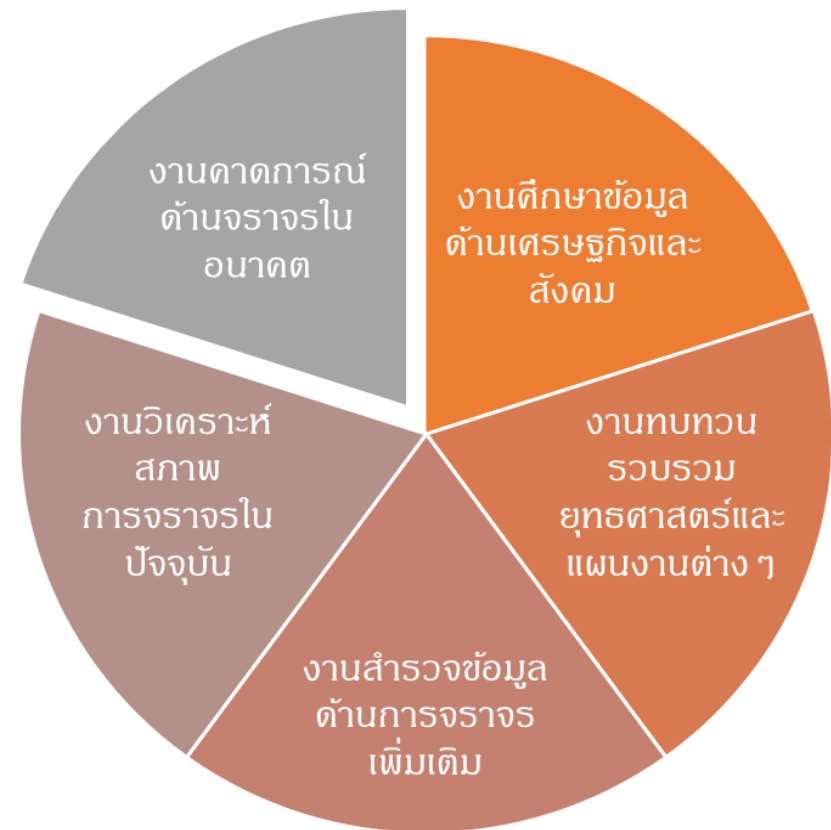 งานศึกษาข้อมูล
ด้านเศรษฐกิจและ
สังคม
งานทบทวน
รวบรวม
ยุทธศาสตร์และ
แผนงานต่าง ๆ
งานสำรวจข้อมูล
ด้านการจราจร
เพิ่มเติม
งานวิเคราะห์
สภาพ
การจราจรใน
ปัจจุบัน
งานคาดการณ์
ด้านจราจรใน
อนาคต